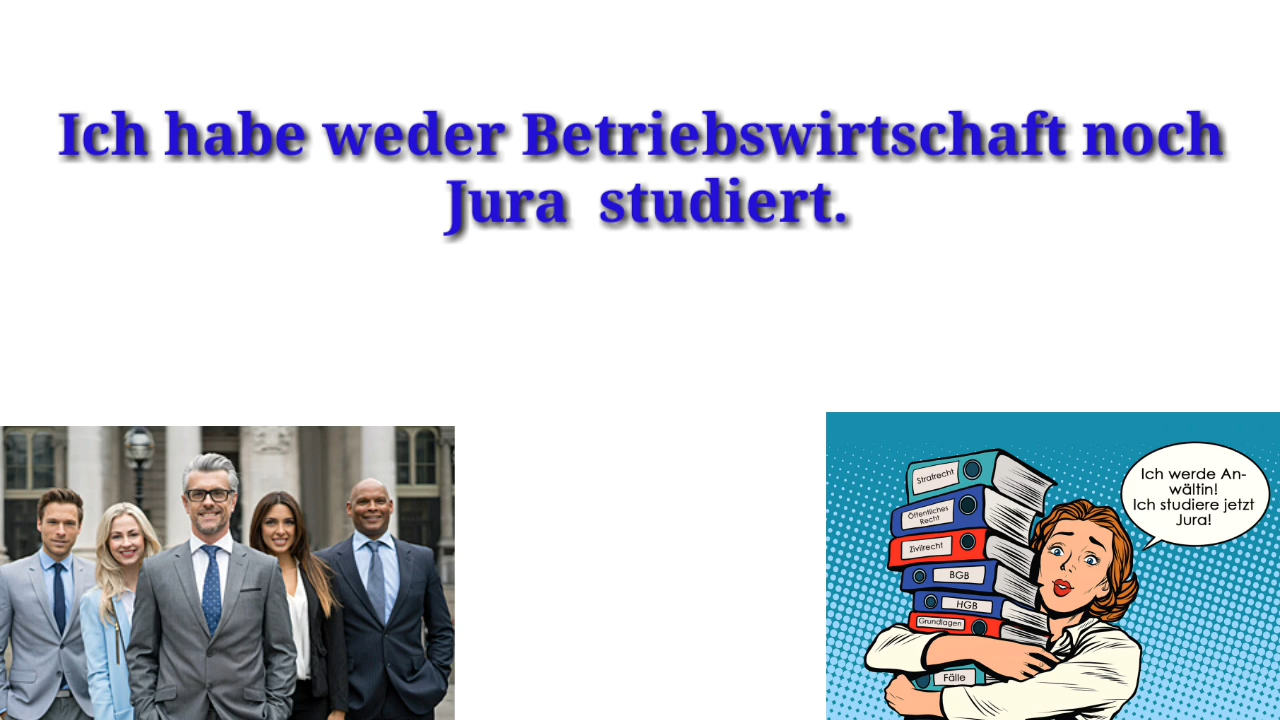 Ich habe weder Betriebswirtschaft noch
Jura  studiert.
Ich werde An-
wältin!
Ich studiere jetzt
Jura!
Strafrecht
Öffentliches
Recht
Zivilrecht
BGB
HGB
Grundlagen
Fälle